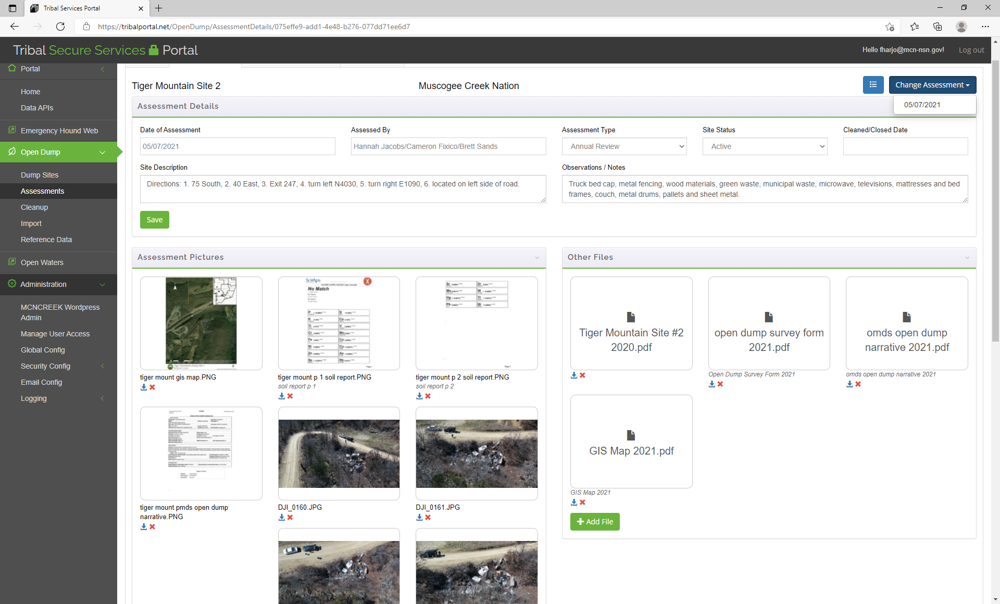 Tribal Services Portal
https://tribalportal.net/OpenDump/AssessmentDetails/075effe9-add1-4e48-b276-077dd71ee6d7
Tribal Secure Services Portal
Hello fharjo@mcn-nsn.gov!
Log out
Portal
Home
Data APIs
Emergency Hound Web
Open Dump
Dump Sites
Assessments
Cleanup
Import
Reference Data
Open Waters
Administration
MCNCREEK Wordpress
Admin
Manage User Access
Global Config
Security Config
Email Config
Logging
Tiger Mountain Site 2
Muscogee Creek Nation
Change Assessment
05/07/2021
Assessment Details
Date of Assessment
05/07/2021
Assessed By
Hannah Jacobs/Cameron Fixico/Brett Sands
Assessment Type
Annual Review
Site Status
Active
Cleaned/Closed Date
Site Description
Directions: 1. 75 South, 2. 40 East, 3. Exit 247, 4. turn left N4030, 5. turn right E1090, 6. located on left side of road.
Observations / Notes
Truck bed cap, metal fencing, wood materials, green waste, municipal waste, microwave, televisions, mattresses and bed
frames, couch, metal drums, pallets and sheet metal.
Save
Assessment Pictures
SciAps
No Match
tiger mount gis map.PNG
tiger mount p 1 soil report.PNG
soil report p 1
tiger mount p 2 soil report.PNG
soil report p 2
tiger mount pmds open dump
narrative.PNG
DJI_0160.JPG
DJI_0161.JPG
Other Files
Tiger Mountain Site #2
2020.pdf
open dump survey form
2021.pdf
Open Dump Survey Form 2021
omds open dump
narrative 2021.pdf
omds open dump narrative 2021
GIS Map 2021.pdf
GIS Map 2021
Add File